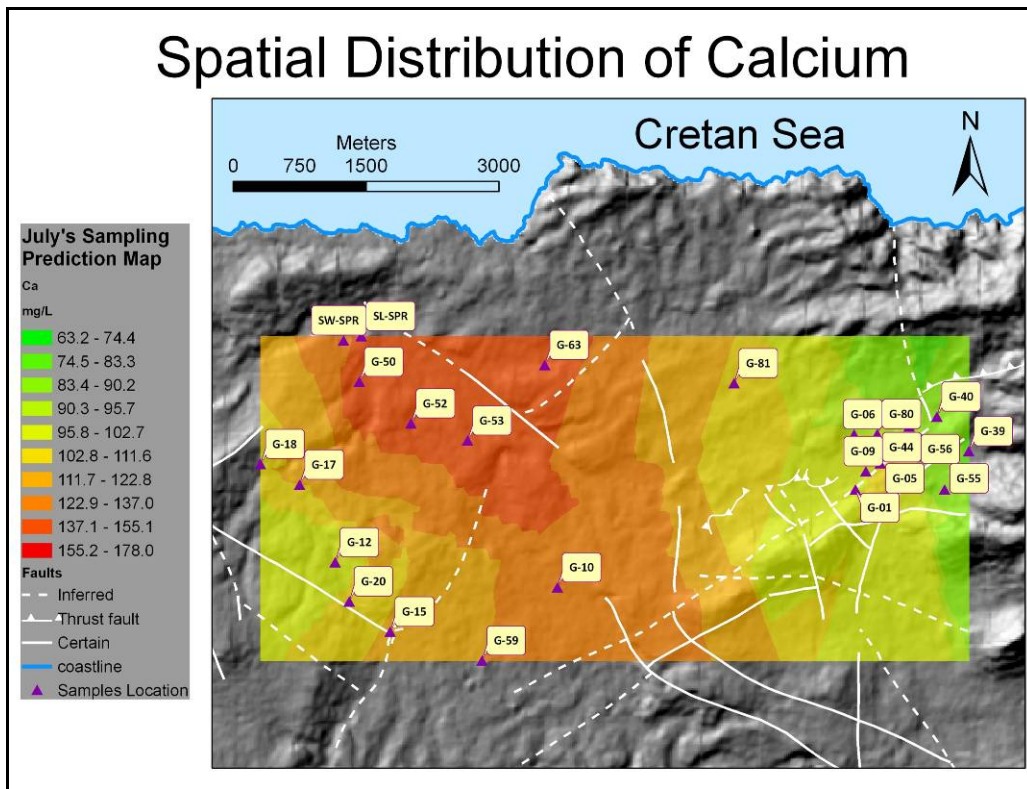 Spatial Distribution of Calcium
Cretan Sea
N
Meters
0 750 1500 3000
July's Sampling
Prediction Map
Ca
mg/L
63.2 - 74.4
74.5 - 83.3
83.4 - 90.2
90.3 - 95.7
95.8 - 102.7
102.8 - 111.6
111.7 - 122.8
122.9 - 137.0
137.1 - 155.1
155.2 - 178.0
Faults
Inferred
Thrust fault
Certain
coastline
Samples Location
SW-SPR
SL-SPR
G-50
G-63
G-81
G-52
G-53
G-06
G-80
G-40
G-39
G-18
G-17
G-09
G-44
G-56
G-05
G-55
G-01
G-12
G-20
G-10
G-15
G-59